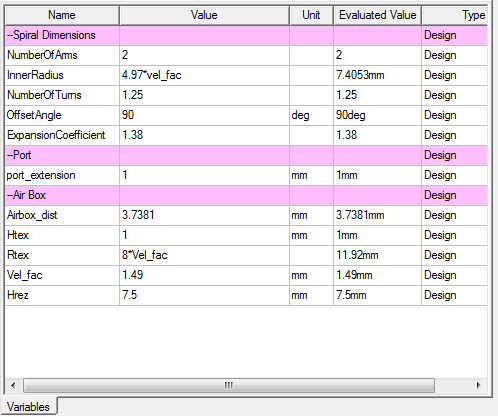 Name Value Unit Evaluated Value Type
--Spiral Dimensions Design
NumberOfArms 2 2 Design
InnerRadius 4.97*vel_fac 7.4053mm Design
NumberOfTurns 1.25 1.25 Design
OffsetAngle 90 deg 90deg Design
ExpansionCoefficient 1.38 1.38 Design
--Port Design
port_extension 1 mm 1mm Design
--Air Box Design
Airbox_dist 3.7381 mm 3.7381mm Design
Htex 1 mm 1mm Design
Rtex 8*Vel_fac 11.92mm Design
Vel_fac 1.49 mm 1.49mm Design
Hrez 7.5 mm 7.5mm Design
Variables